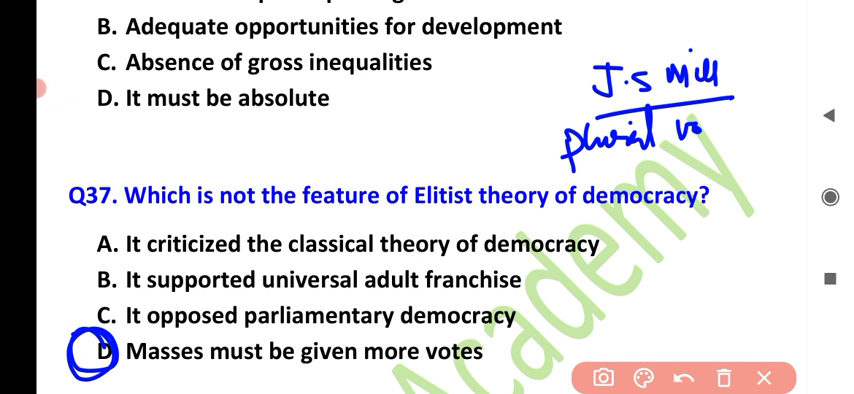 B. Adequate opportunities for development
C. Absence of gross inequalities
D. It must be absolute
J.S Mill
plural vo
Q37. Which is not the feature of Elitist theory of democracy?
A. It criticized the classical theory of democracy
B. It supported universal adult franchise
C. It opposed parliamentary democracy
D. Masses must be given more votes
Academy